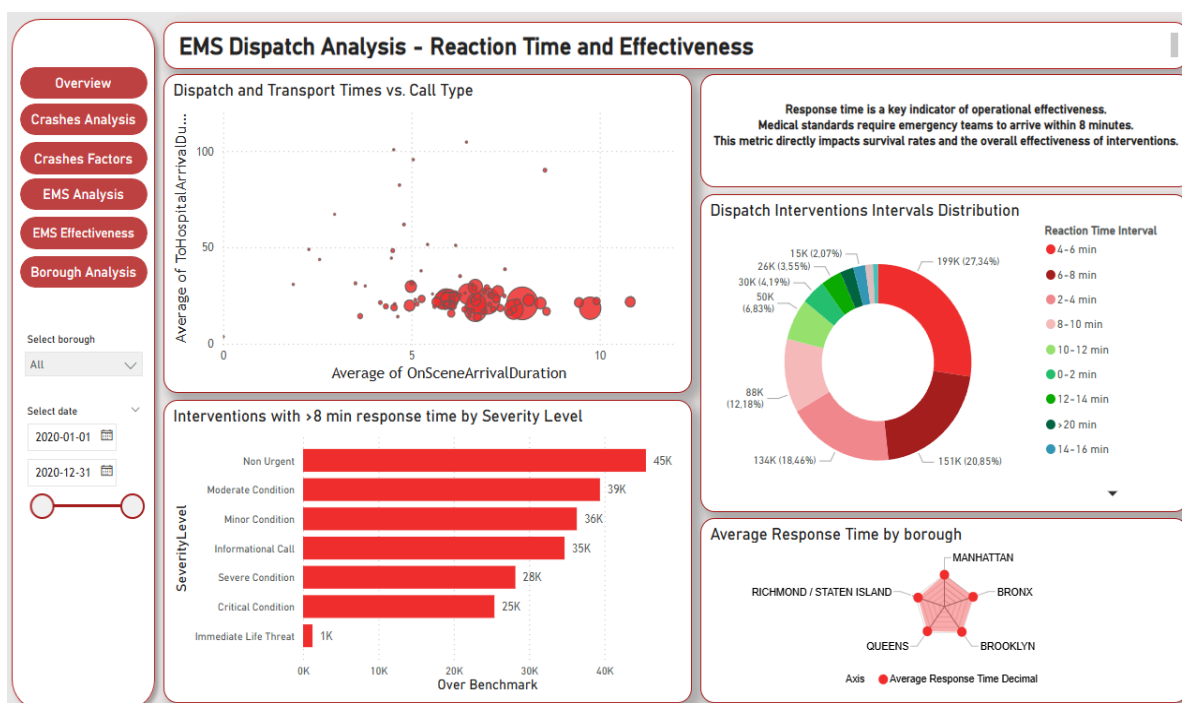 EMS Dispatch Analysis - Reaction Time and Effectiveness
Overview
Crashes Analysis
Crashes Factors
EMS Analysis
EMS Effectiveness
Borough Analysis
Select borough
All
Select date
2020-01-01
2020-12-31
Dispatch and Transport Times vs. Call Type
Average of ToHospitalArrivalDu...
100
50
0
0
5
10
Average of OnSceneArrivalDuration
Interventions with >8 min response time by Severity Level
SeverityLevel
Non Urgent
45K
Moderate Condition
39K
Minor Condition
36K
Informational Call
35K
Severe Condition
28K
Critical Condition
25K
Immediate Life Threat
1K
0K
10K
20K
30K
40K
Over Benchmark
Response time is a key indicator of operational effectiveness.
Medical standards require emergency teams to arrive within 8 minutes.
This metric directly impacts survival rates and the overall effectiveness of interventions.
Dispatch Interventions Intervals Distribution
15K (2,07%)
26K (3,55%)
30K (4,19%)
50K
(6,83%)
88K
(12,18%)
134K (18,46%)
151K (20,85%)
199K (27,34%)
Reaction Time Interval
4-6 min
6-8 min
2-4 min
8-10 min
10-12 min
0-2 min
12-14 min
>20 min
14-16 min
Average Response Time by borough
MANHATTAN
RICHMOND / STATEN ISLAND
BRONX
QUEENS
BROOKLYN
Axis
Average Response Time Decimal